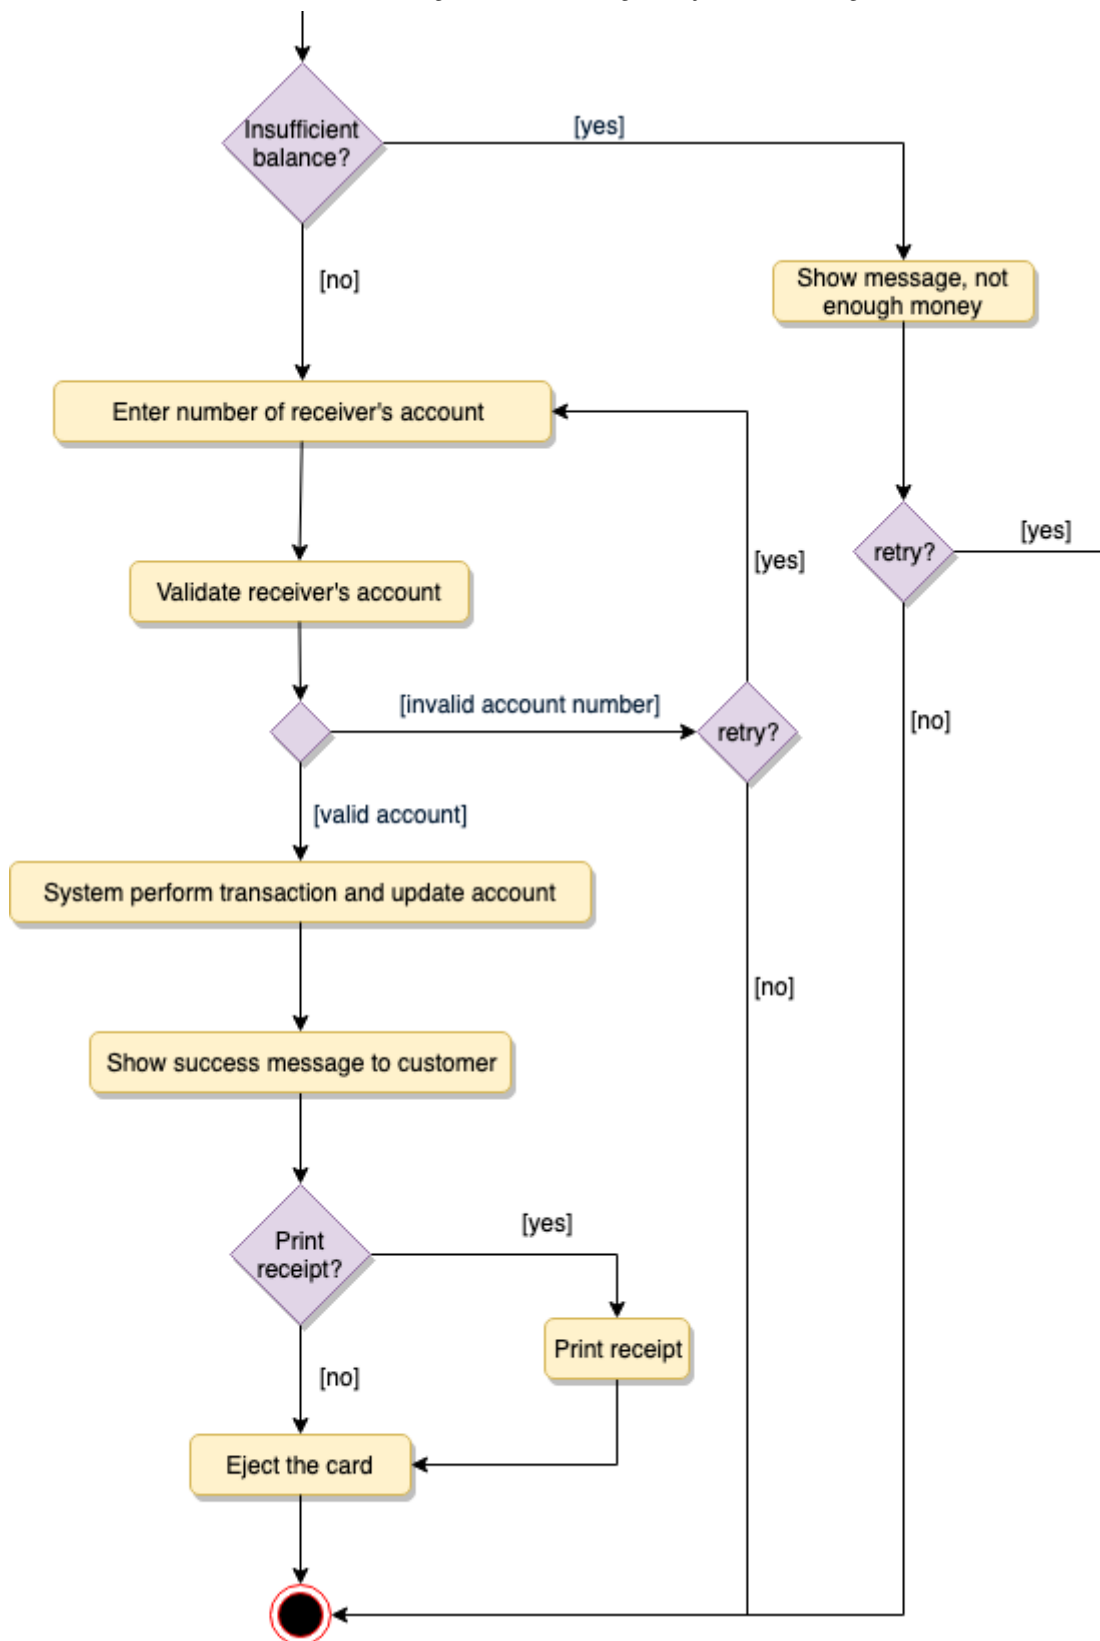 Insufficient
balance?
[yes]
[no]
Show message, not
enough money
Enter number of receiver's account
retry?
[yes]
[yes]
Validate receiver's account
[invalid account number]
retry?
[no]
[valid account]
System perform transaction and update account
[no]
Show success message to customer
Print
receipt?
[yes]
Print receipt
[no]
Eject the card